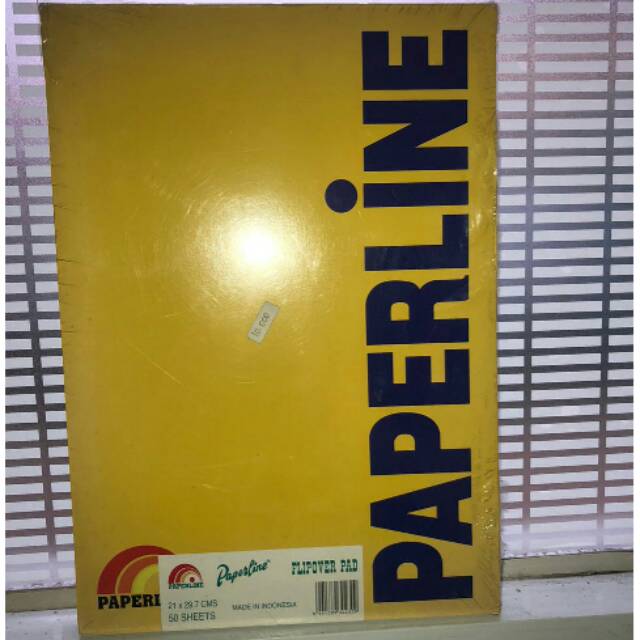 PAPERLINE
10.000
PAPERL
PAPERLINE
Paperline
FLIPOVER PAD
21 x 29.7 CMS
50 SHEETS
MADE IN INDONESIA